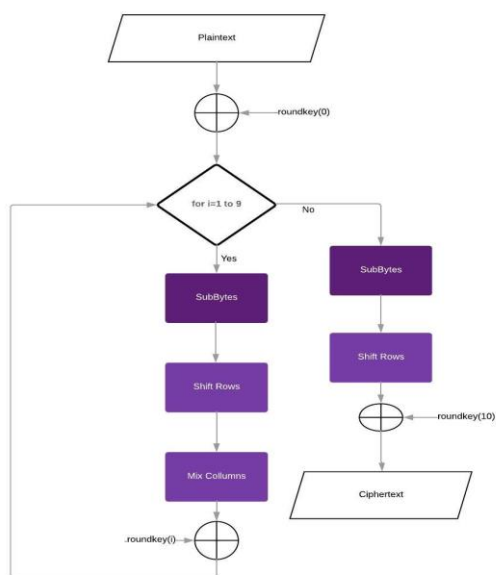 Plaintext
roundkey(0)
for i=1 to 9
No
Yes
SubBytes
SubBytes
Shift Rows
Shift Rows
roundkey(10)
Mix Collumns
Ciphertext
.roundkey(i)